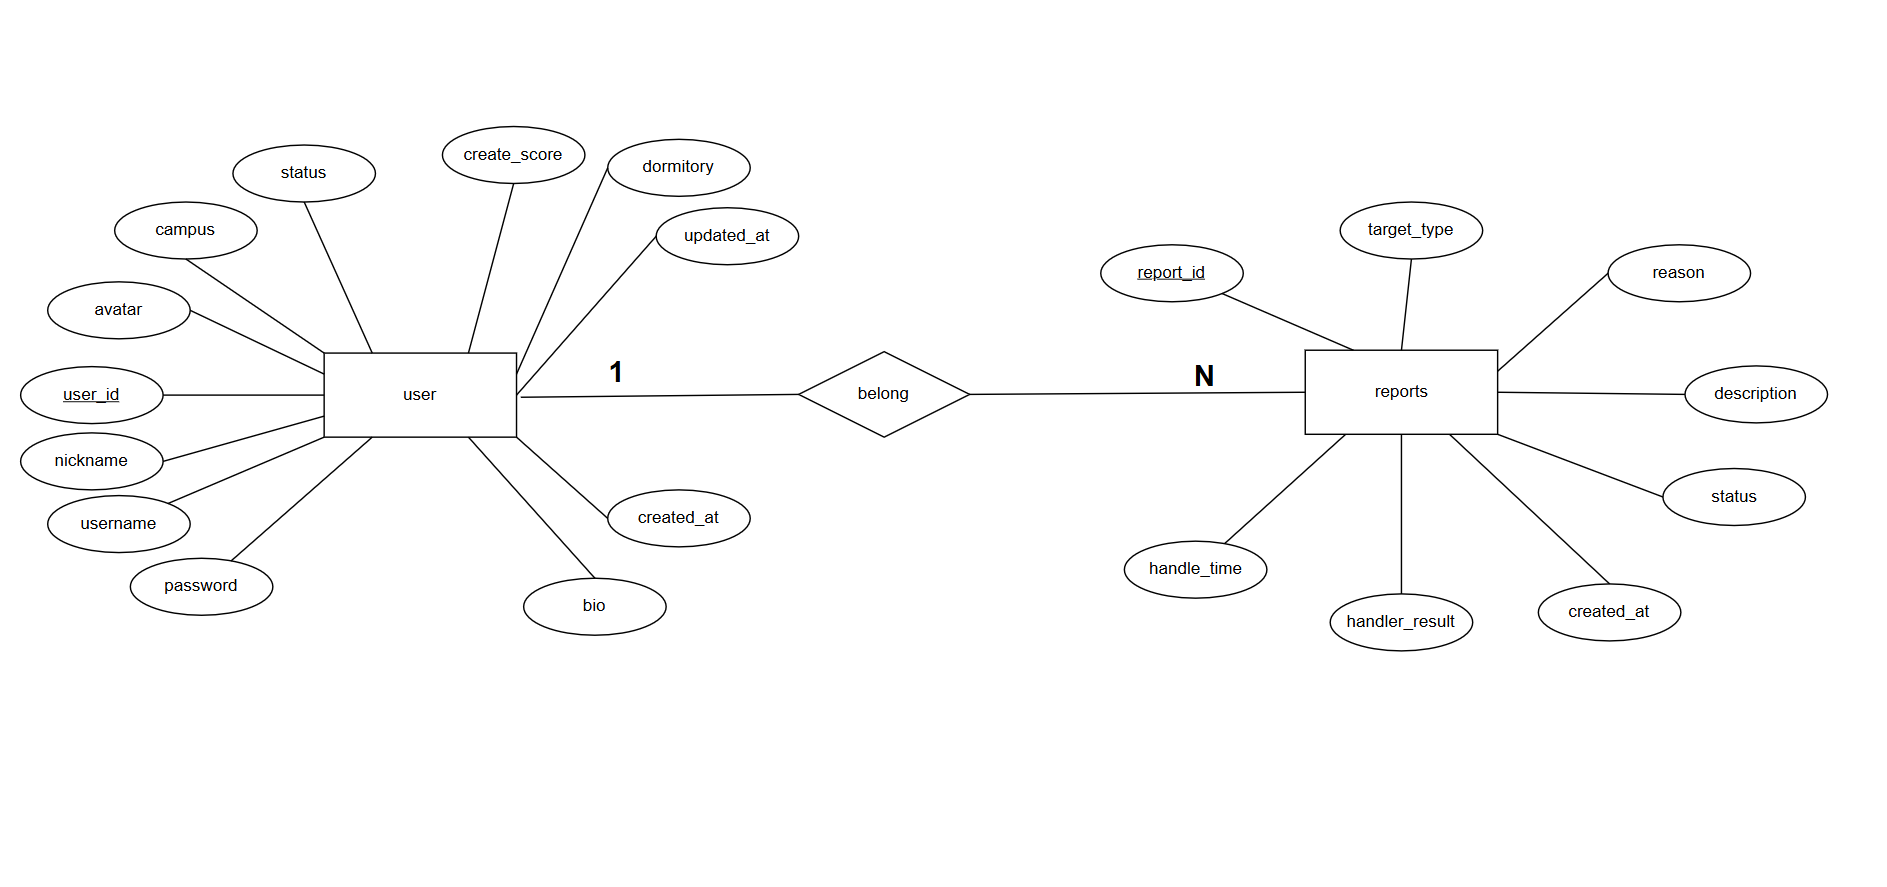 create_score
dormitory
status
updated_at
campus
avatar
user_id
nickname
username
password
user
created_at
bio
1
belong
N
target_type
report_id
reason
reports
description
status
handle_time
handler_result
created_at